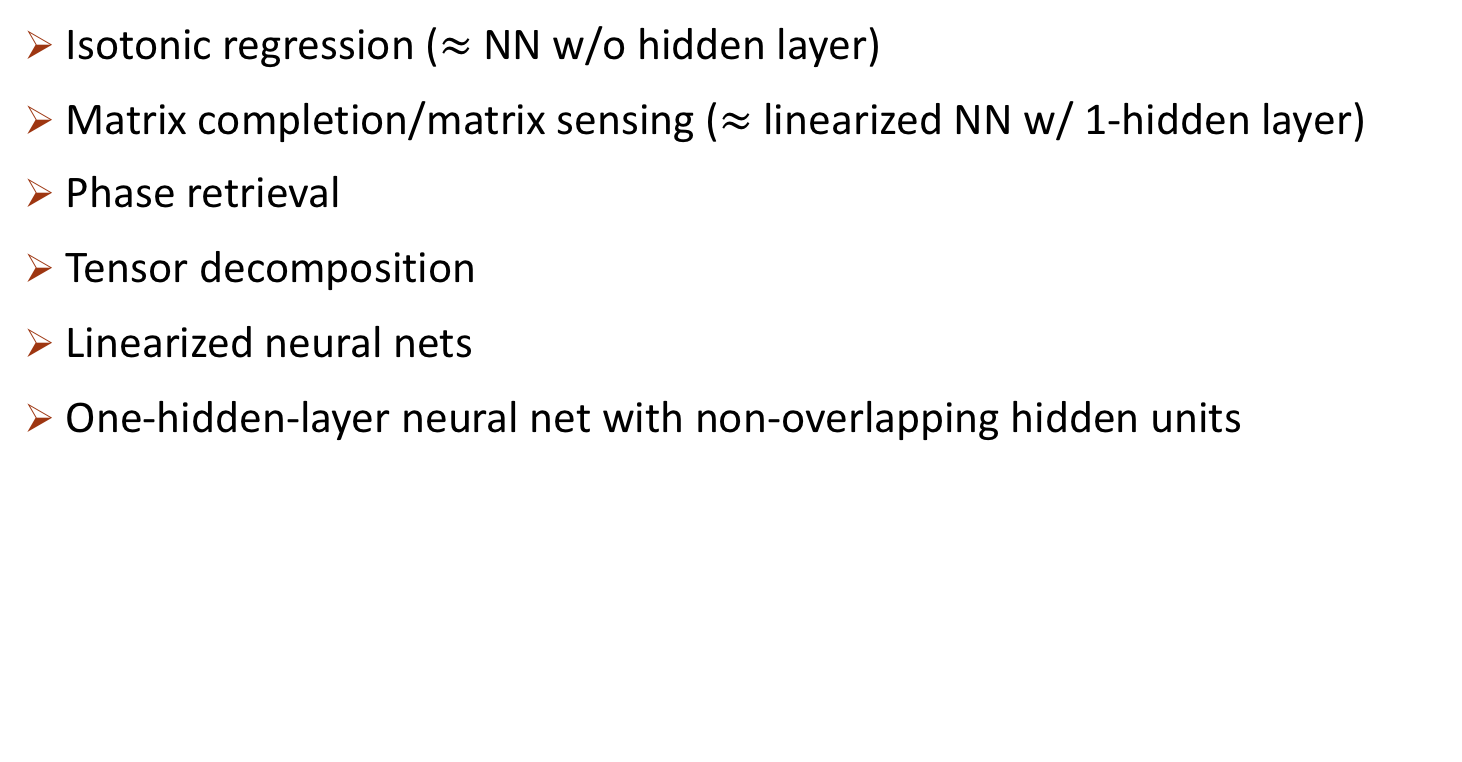 ➢ Isotonic regression (≈ NN w/o hidden layer)
➢ Matrix completion/matrix sensing (≈ linearized NN w/ 1-hidden layer)
➢ Phase retrieval
➢ Tensor decomposition
➢ Linearized neural nets
➢ One-hidden-layer neural net with non-overlapping hidden units